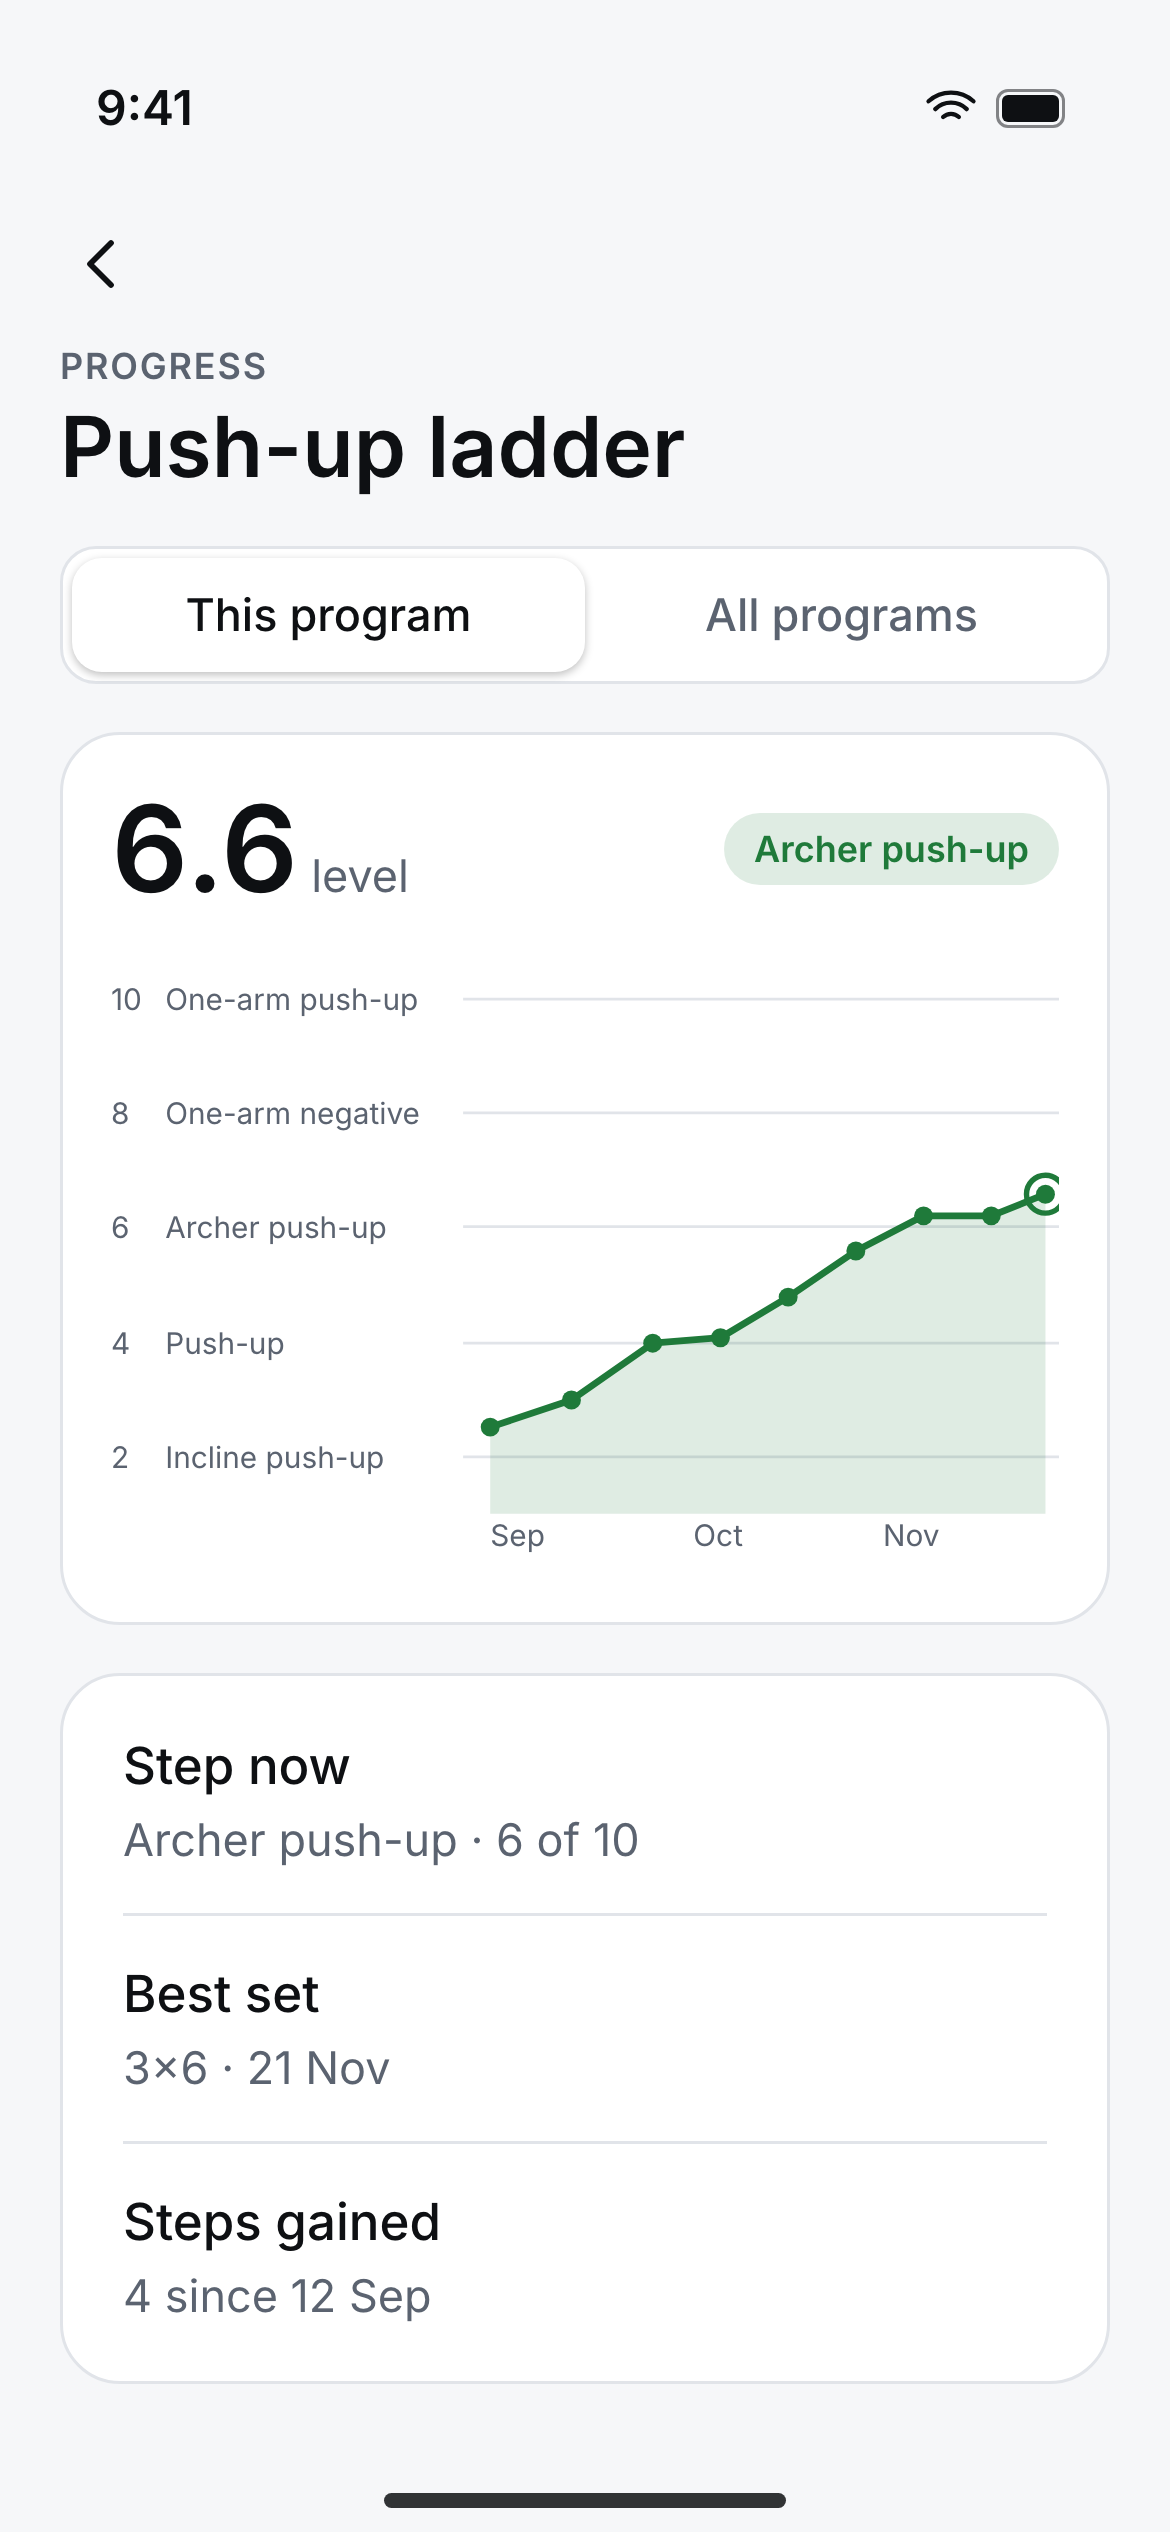 9:41
PROGRESS
Push-up ladder
This program
All programs
6.6 level
Archer push-up
10 One-arm push-up
8 One-arm negative
6 Archer push-up
4 Push-up
2 Incline push-up
Sep Oct Nov
Step now
Archer push-up · 6 of 10
Best set
3×6 · 21 Nov
Steps gained
4 since 12 Sep